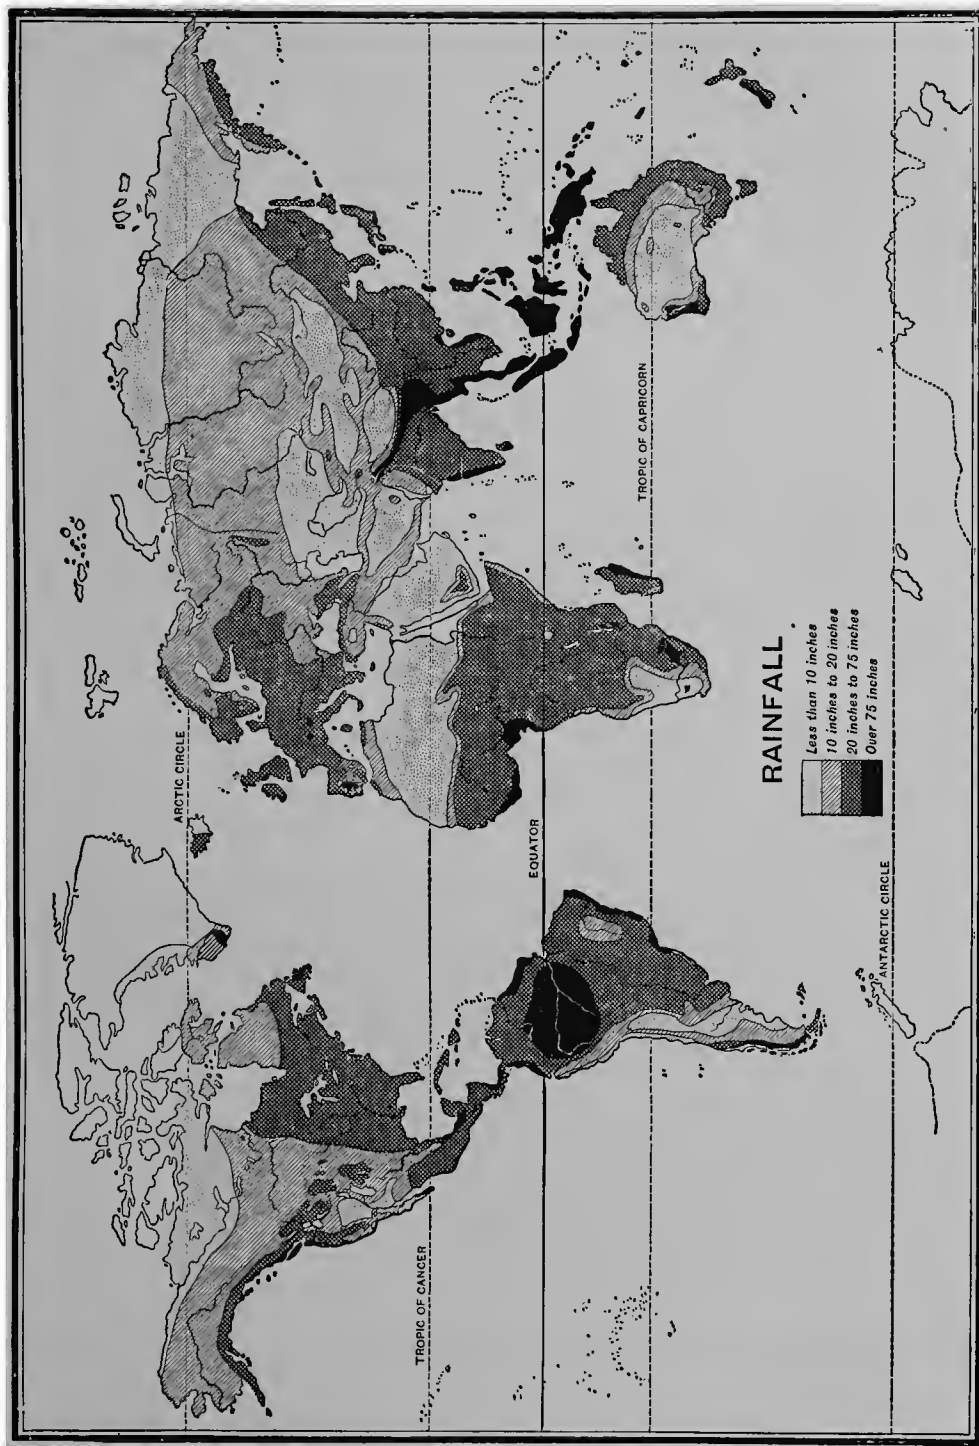 ARCTIC CIRCLE
TROPIC OF CANCER
EQUATOR
TROPIC OF CAPRICORN
RAINFALL
Less than 10 inches
10 inches to 20 inches
20 inches to 75 inches
Over 75 inches
ANTARCTIC CIRCLE